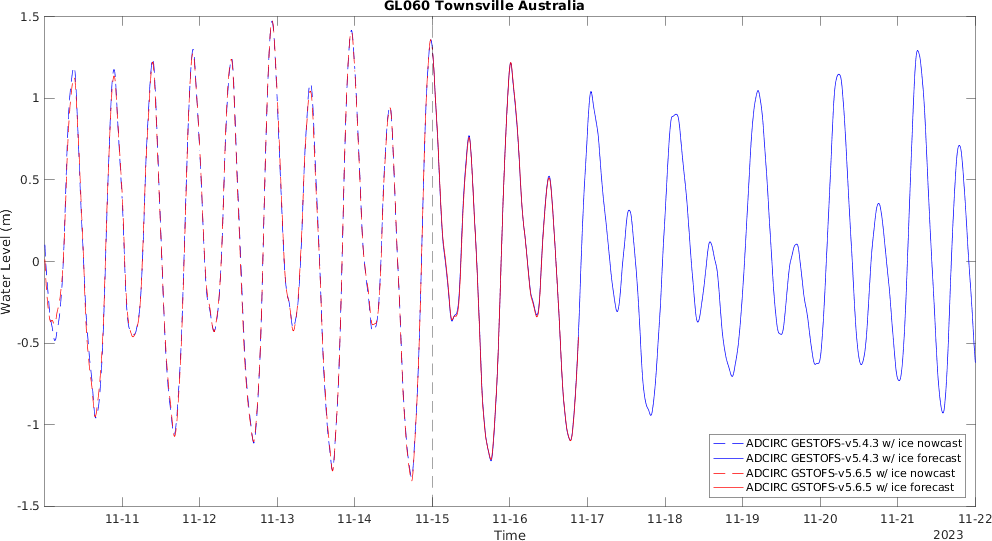 GL060 Townsville Australia
1.5
1
0.5
0
-0.5
-1
-1.5
Water Level (m)
11-11
11-12
11-13
11-14
11-15
11-16
11-17
11-18
11-19
11-20
11-21
11-22
Time
2023
ADCIRC GESTOFS-v5.4.3 w/ ice nowcast
ADCIRC GESTOFS-v5.4.3 w/ ice forecast
ADCIRC GSTOFS-v5.6.5 w/ ice nowcast
ADCIRC GSTOFS-v5.6.5 w/ ice forecast